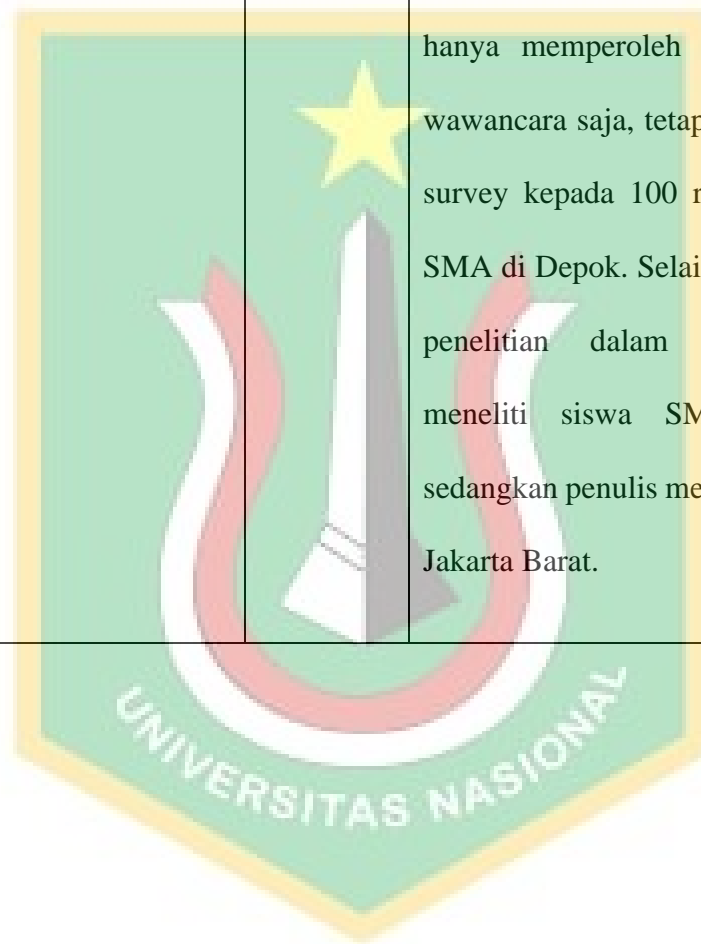 hanya memperoleh
wawancara saja, tetap
survey kepada 100 r
SMA di Depok. Selai
penelitian dalam
meneliti siswa SM
sedangkan penulis me
Jakarta Barat.
UNIVERSITAS NASIONAL